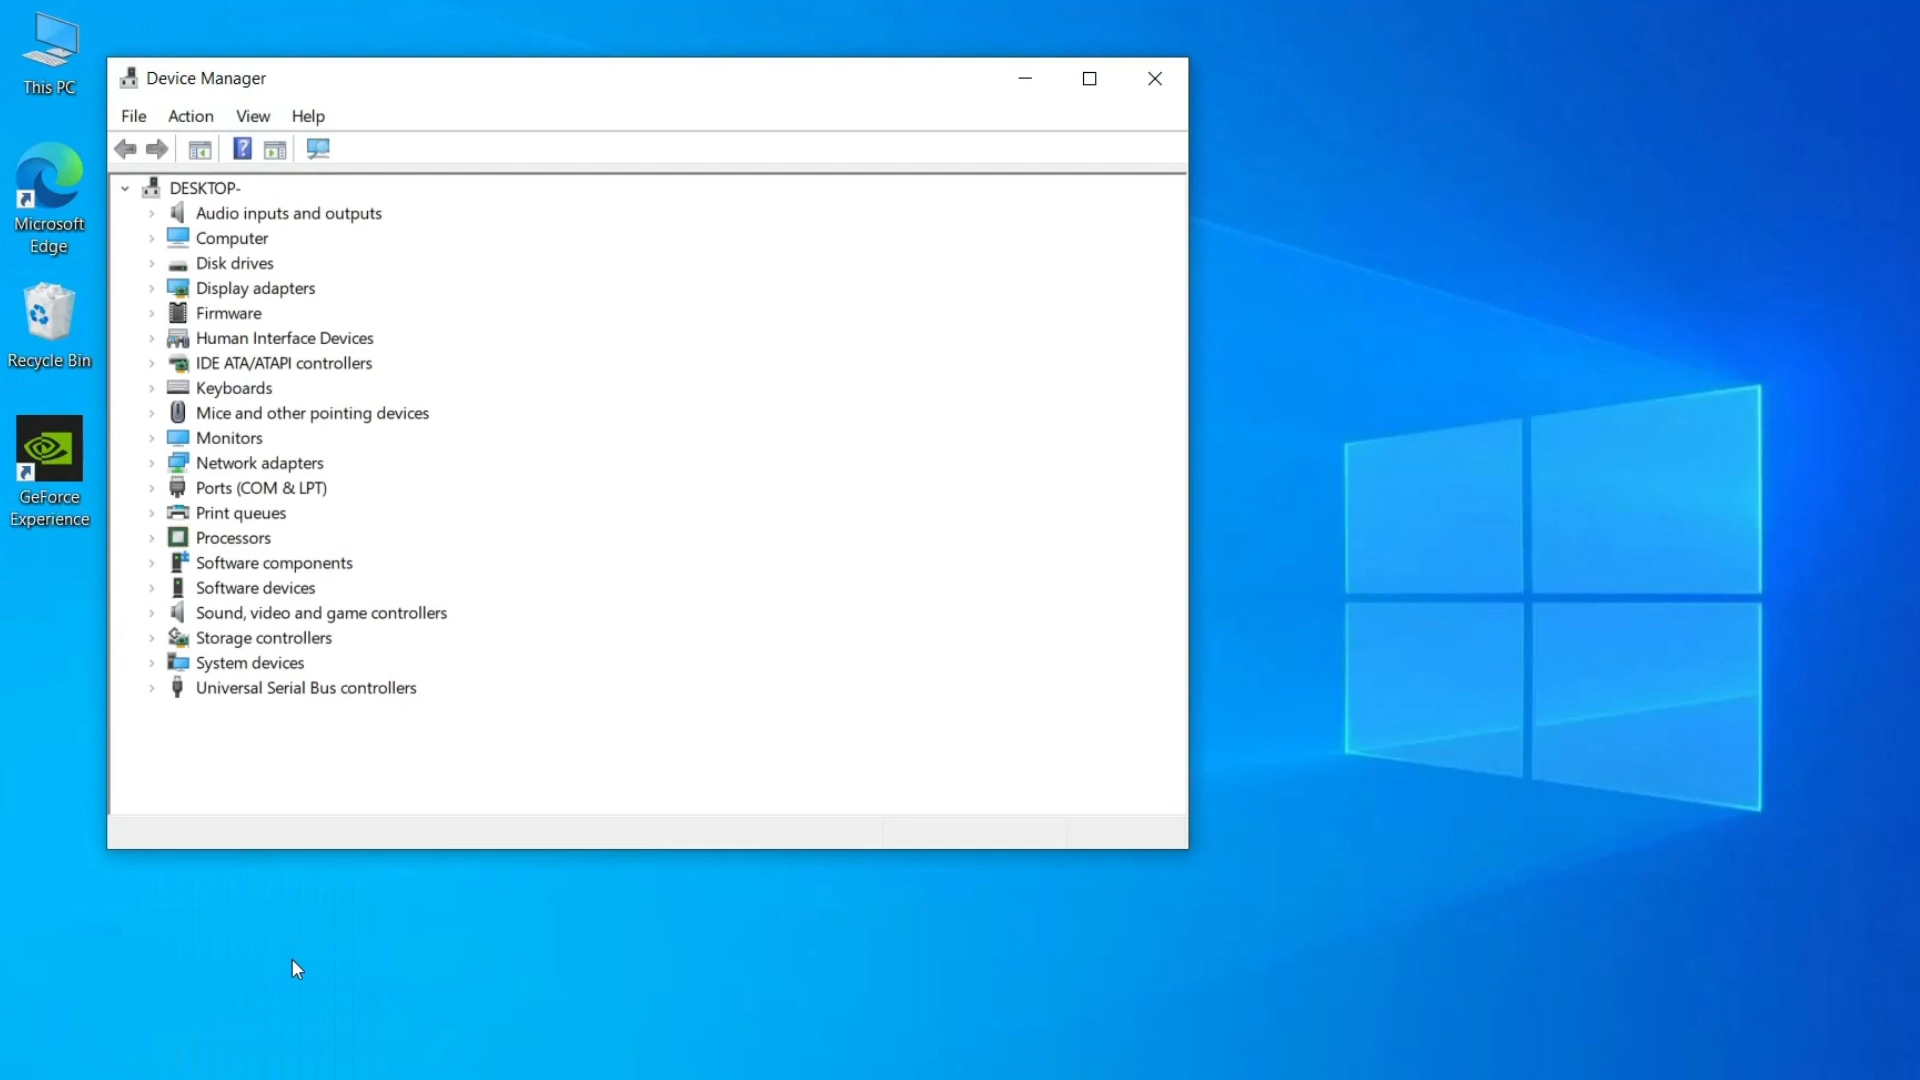 This PC
Microsoft
Edge
Recycle Bin
GeForce
Experience
Device Manager
File Action View Help
?
DESKTOP-
Audio inputs and outputs
Computer
Disk drives
Display adapters
Firmware
Human Interface Devices
IDE ATA/ATAPI controllers
Keyboards
Mice and other pointing devices
Monitors
Network adapters
Ports (COM & LPT)
Print queues
Processors
Software components
Software devices
Sound, video and game controllers
Storage controllers
System devices
Universal Serial Bus controllers